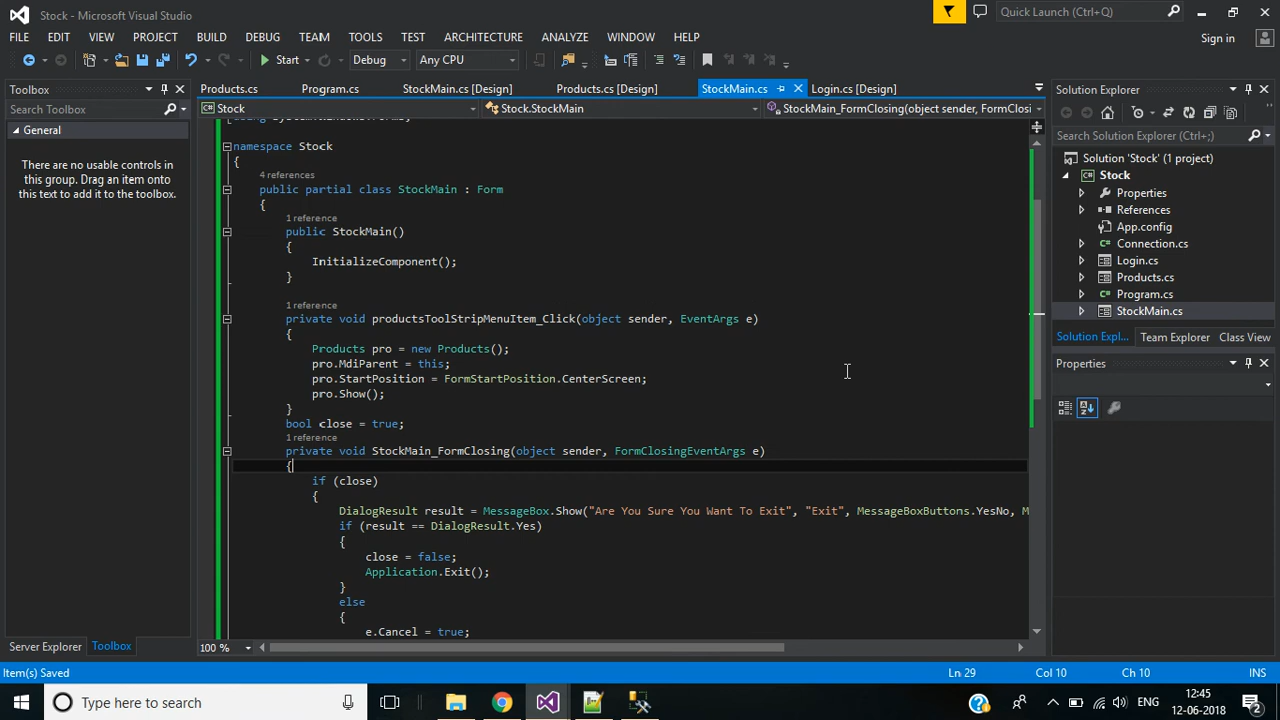 Stock - Microsoft Visual Studio
Quick Launch (Ctrl+Q)
FILE EDIT VIEW PROJECT BUILD DEBUG TEAM TOOLS TEST ARCHITECTURE ANALYZE WINDOW HELP
Sign in
Start Debug Any CPU
Toolbox
Search Toolbox
General
There are no usable controls in
this group. Drag an item onto
this text to add it to the toolbox.
Server Explorer Toolbox
Products.cs Program.cs StockMain.cs [Design] Products.cs [Design] StockMain.cs Login.cs [Design]
Stock Stock.StockMain StockMain_FormClosing(object sender, FormClosi
namespace Stock
{
4 references
public partial class StockMain : Form
{
1 reference
public StockMain()
{
InitializeComponent();
}
1 reference
private void productsToolStripMenuItem_Click(object sender, EventArgs e)
{
Products pro = new Products();
pro.MdiParent = this;
pro.StartPosition = FormStartPosition.CenterScreen;
pro.Show();
}
bool close = true;
1 reference
private void StockMain_FormClosing(object sender, FormClosingEventArgs e)
{
if (close)
{
DialogResult result = MessageBox.Show("Are You Sure You Want To Exit", "Exit", MessageBoxButtons.YesNo, M
if (result == DialogResult.Yes)
{
close = false;
Application.Exit();
}
else
{
e.Cancel = true;
100 %
Solution Explorer
Search Solution Explorer (Ctrl+;)
Solution 'Stock' (1 project)
Stock
Properties
References
App.config
Connection.cs
Login.cs
Products.cs
Program.cs
StockMain.cs
Solution Expl... Team Explorer Class View
Properties
Item(s) Saved Ln 29 Col 10 Ch 10 INS
Type here to search
ENG
12:45
12-06-2018
2